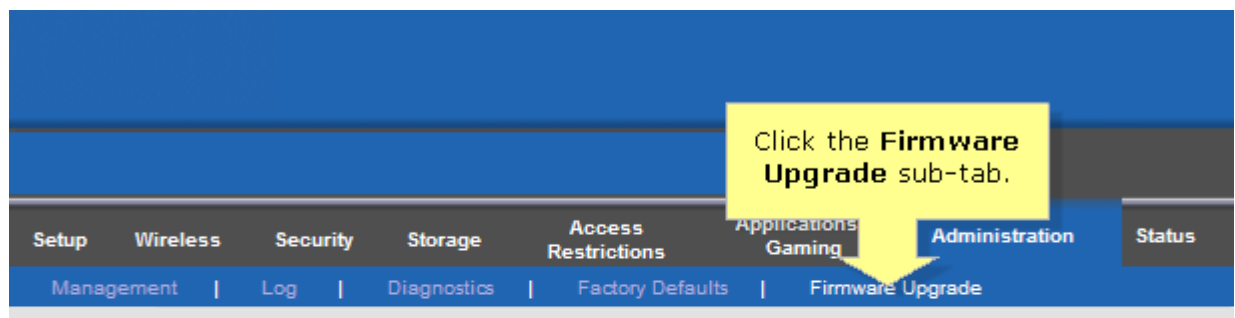 Click the Firmware
Upgrade sub-tab.
Setup Wireless Security Storage Access Restrictions Applications Gaming Administration Status
Management | Log | Diagnostics | Factory Defaults | Firmware Upgrade